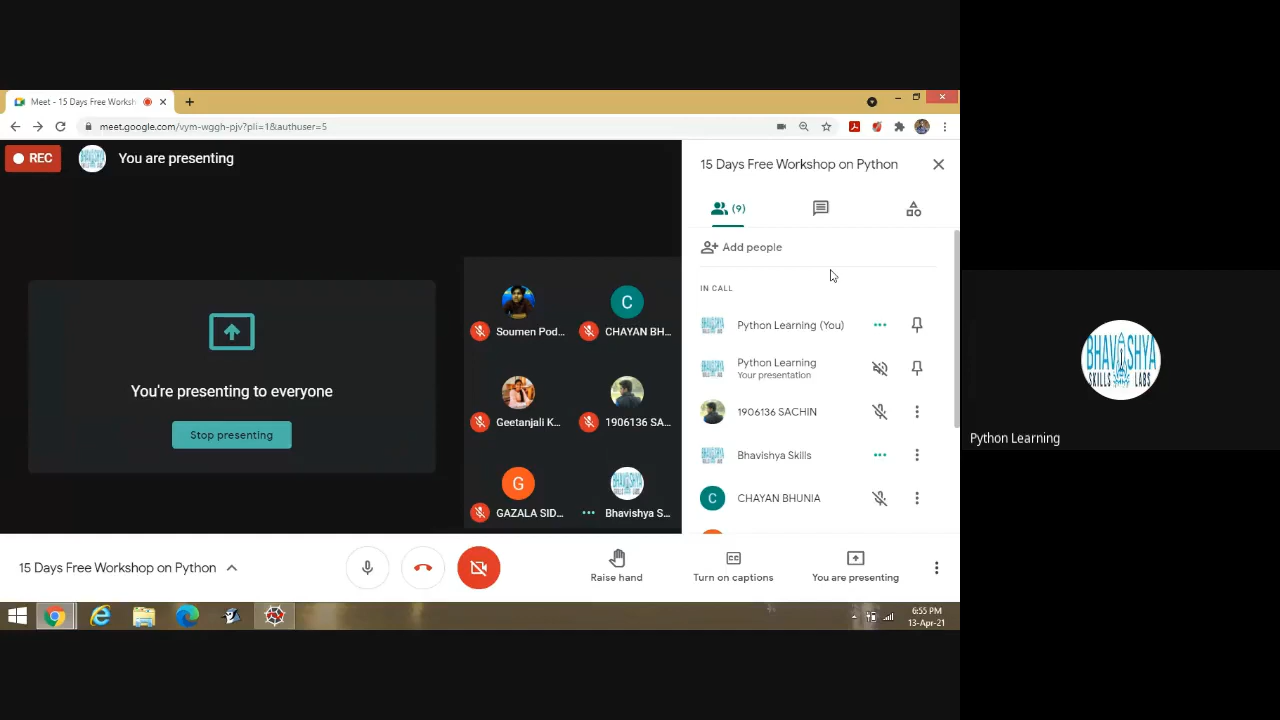 Meet - 15 Days Free Worksh
meet.google.com/vym-wggh-pjv?pli=1&authuser=5
REC
You are presenting
15 Days Free Workshop on Python
(9)
Add people
IN CALL
Python Learning (You)
Python Learning
Your presentation
1906136 SACHIN
Bhavishya Skills
C
CHAYAN BHUNIA
You're presenting to everyone
Stop presenting
Soumen Pod...
C
CHAYAN BH...
Geetanjali K...
1906136 SA...
G
GAZALA SID...
Bhavishya S...
15 Days Free Workshop on Python
Raise hand
Turn on captions
You are presenting
6:55 PM
13-Apr-21
BHAVISHYA
SKILLS LABS
Python Learning